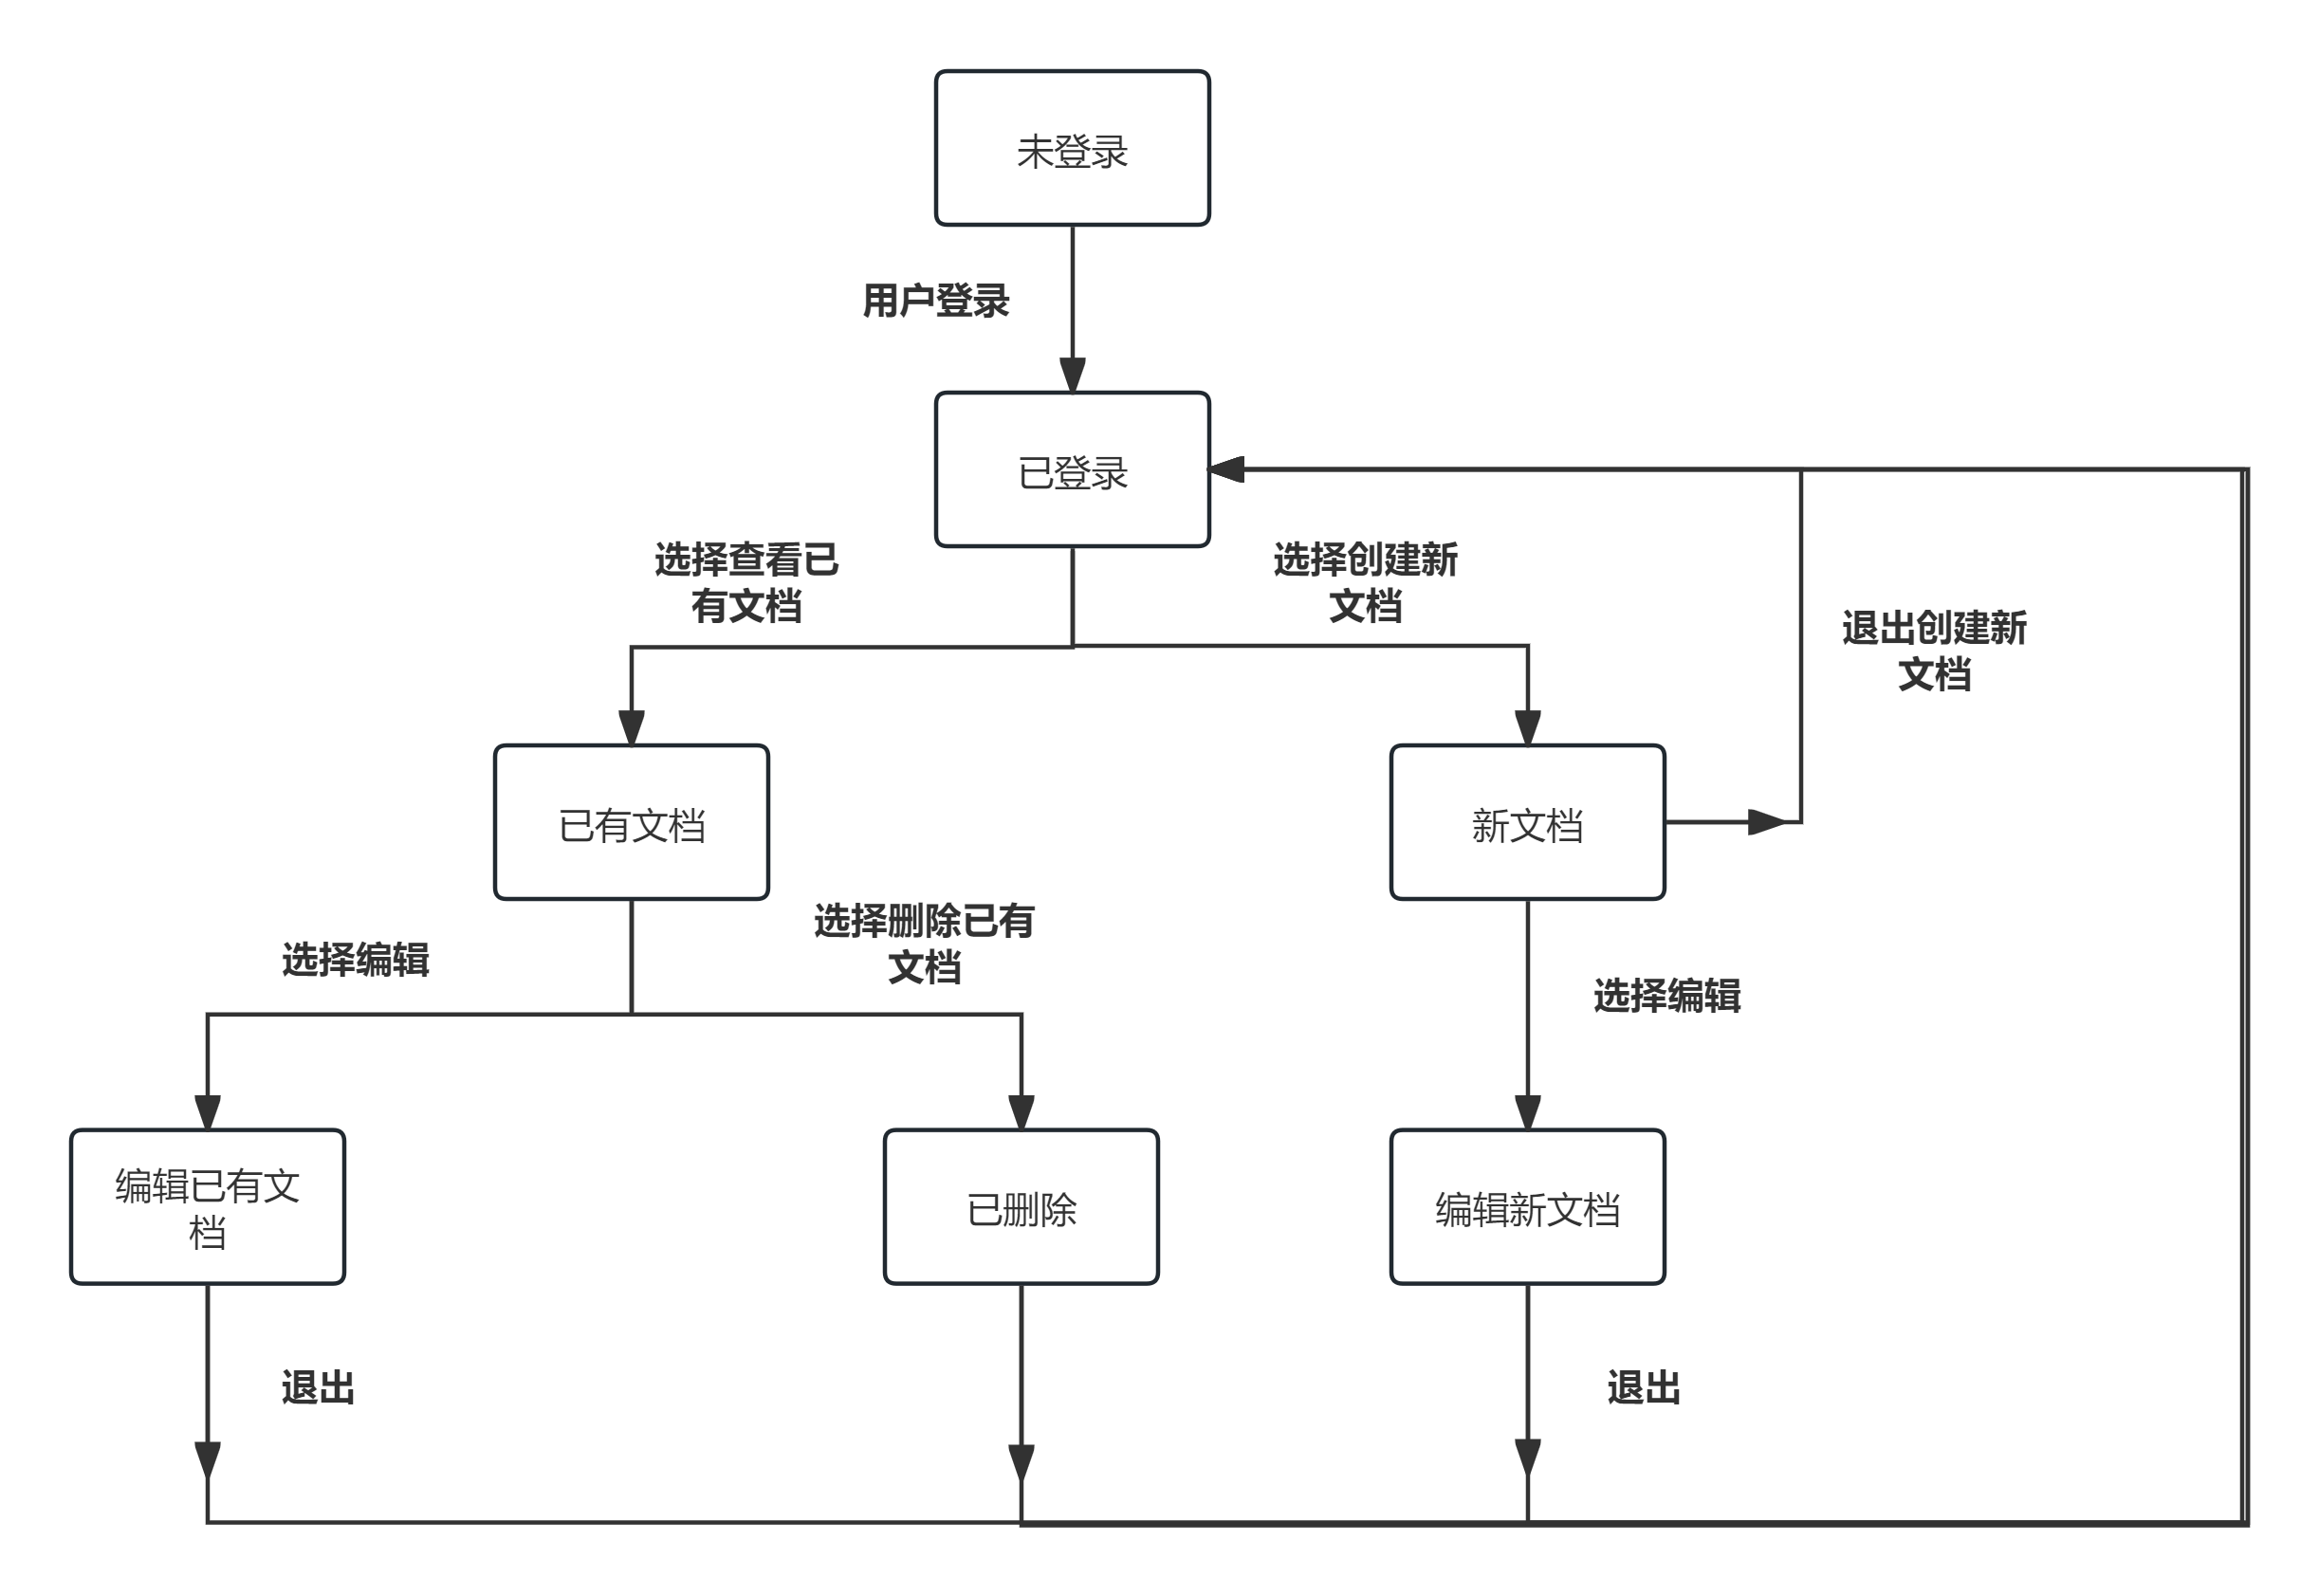 未登录
用户登录
已登录
选择查看已
有文档
选择创建新
文档
退出创建新
文档
已有文档
新文档
选择编辑
选择删除已有
文档
选择编辑
编辑已有文
档
已删除
编辑新文档
退出
退出